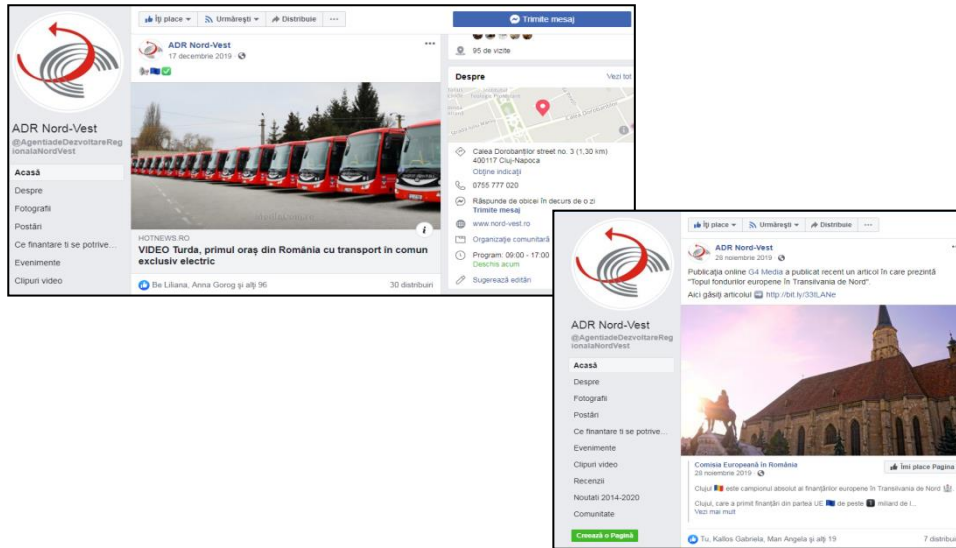 Îți place
Urmărești
Distribuie
Trimite mesaj
ADR Nord-Vest
17 decembrie 2019
95 de vizite
Despre
Vezi tot
Calea Dorobanților
Calea Dorobanților street no. 3 (1,30 km)
400117 Cluj-Napoca
Obține indicații
0755 777 020
Răspunde de obicei în decurs de o zi
Trimite mesaj
www.nord-vest.ro
Organizație comunitară
Program: 09:00 - 17:00
Deschis acum
Sugerează editări
ADR Nord-Vest
@AgentiadeDezvoltareReg
ionalaNordVest
Acasă
Despre
Fotografii
Postări
Ce finantare ti se potrive...
Evenimente
Clipuri video
HOTNEWS.RO
VIDEO Turda, primul oraș din România cu transport în comun
exclusiv electric
Be Liliana, Anna Gorog și alți 96
30 distribuiri
Îți place
Urmărești
Distribuie
ADR Nord-Vest
28 noiembrie 2019
Publicația online G4 Media a publicat recent un articol în care prezintă
"Topul fondurilor europene în Transilvania de Nord".
Aici găsiți articolul
ADR Nord-Vest
@AgentiadeDezvoltareReg
ionalaNordVest
Acasă
Despre
Fotografii
Postări
Ce finantare ti se potrive...
Evenimente
Clipuri video
Recenzii
Noutati 2014-2020
Comunitate
Creează o Pagină
Comisia Europeană în România
28 noiembrie 2019
Îmi place Pagina
Clujul este campionul absolut al finanțărilor europene în Transilvania de Nord
Clujul, care a primit finanțări din partea UE de peste miliard de
Vezi mai mult
Tu, Kallos Gabriela, Man Angela și alți 19